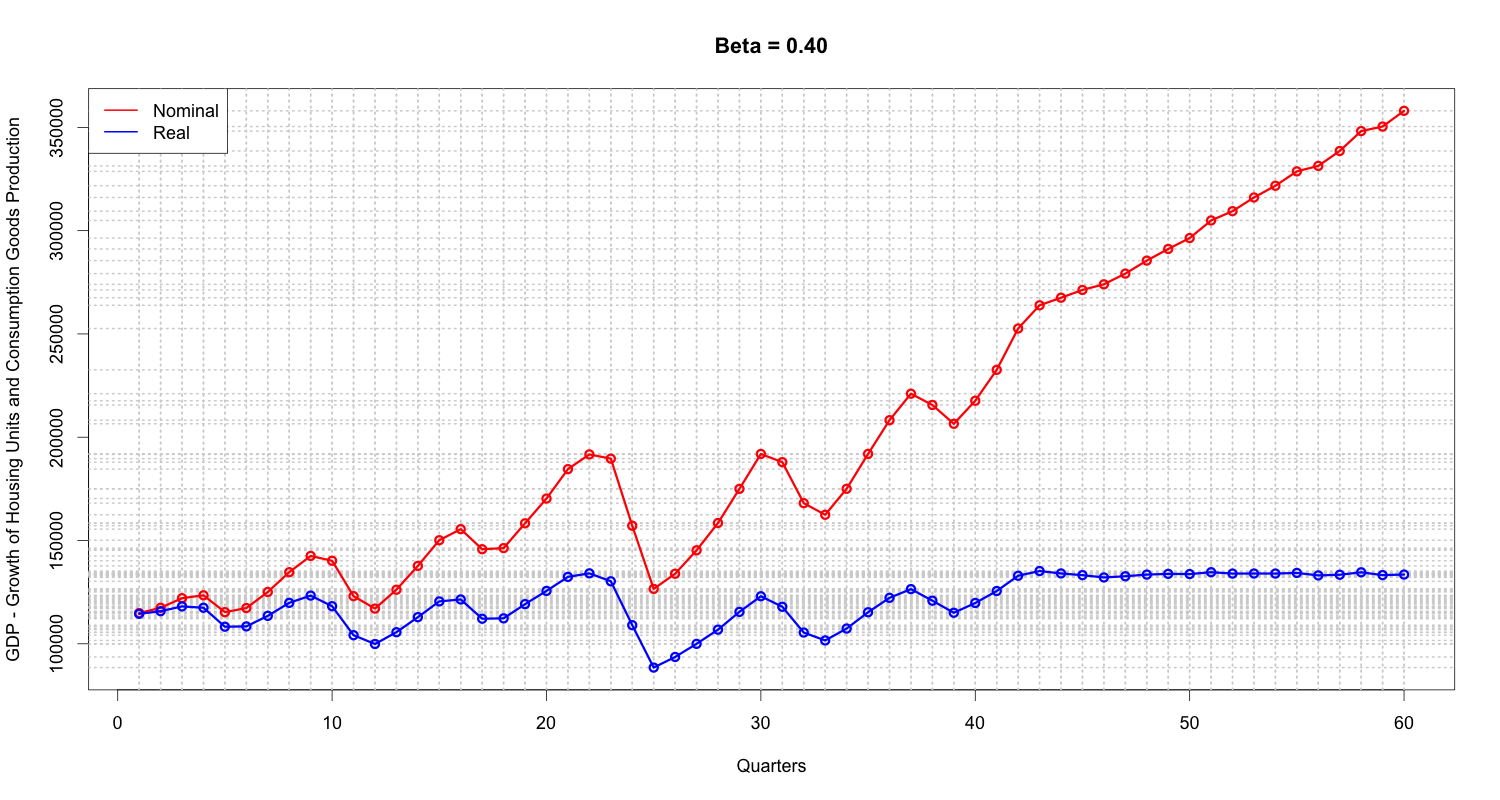 Beta = 0.40
Nominal
Real
GDP - Growth of Housing Units and Consumption Goods Production
350000
300000
250000
200000
150000
100000
0 10 20 30 40 50 60
Quarters